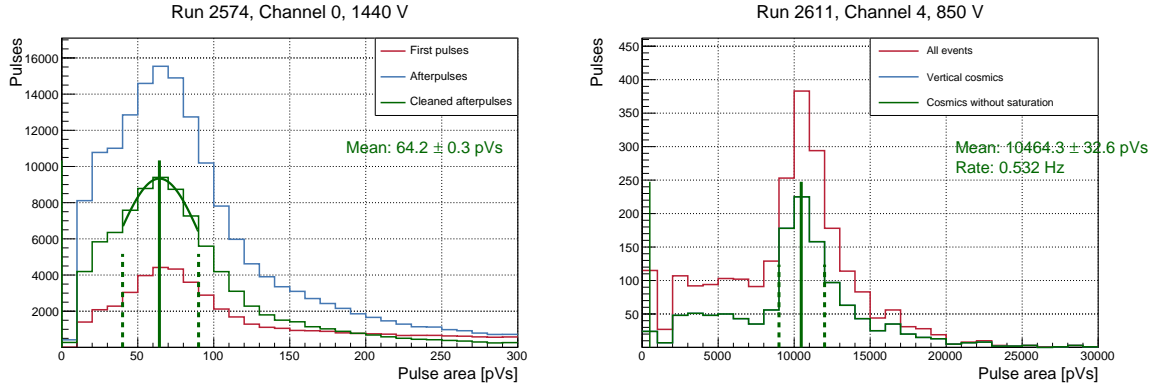 Run 2574, Channel 0, 1440 V
Pulses
16000
14000
12000
10000
8000
6000
4000
2000
First pulses
Afterpulses
Cleaned afterpulses
Mean: 64.2 ± 0.3 pVs
0 50 100 150 200 250 300
Pulse area [pVs]
Run 2611, Channel 4, 850 V
Pulses
450
400
350
300
250
200
150
100
50
All events
Vertical cosmics
Cosmics without saturation
Mean: 10464.3 ± 32.6 pVs
Rate: 0.532 Hz
0 5000 10000 15000 20000 25000 30000
Pulse area [pVs]